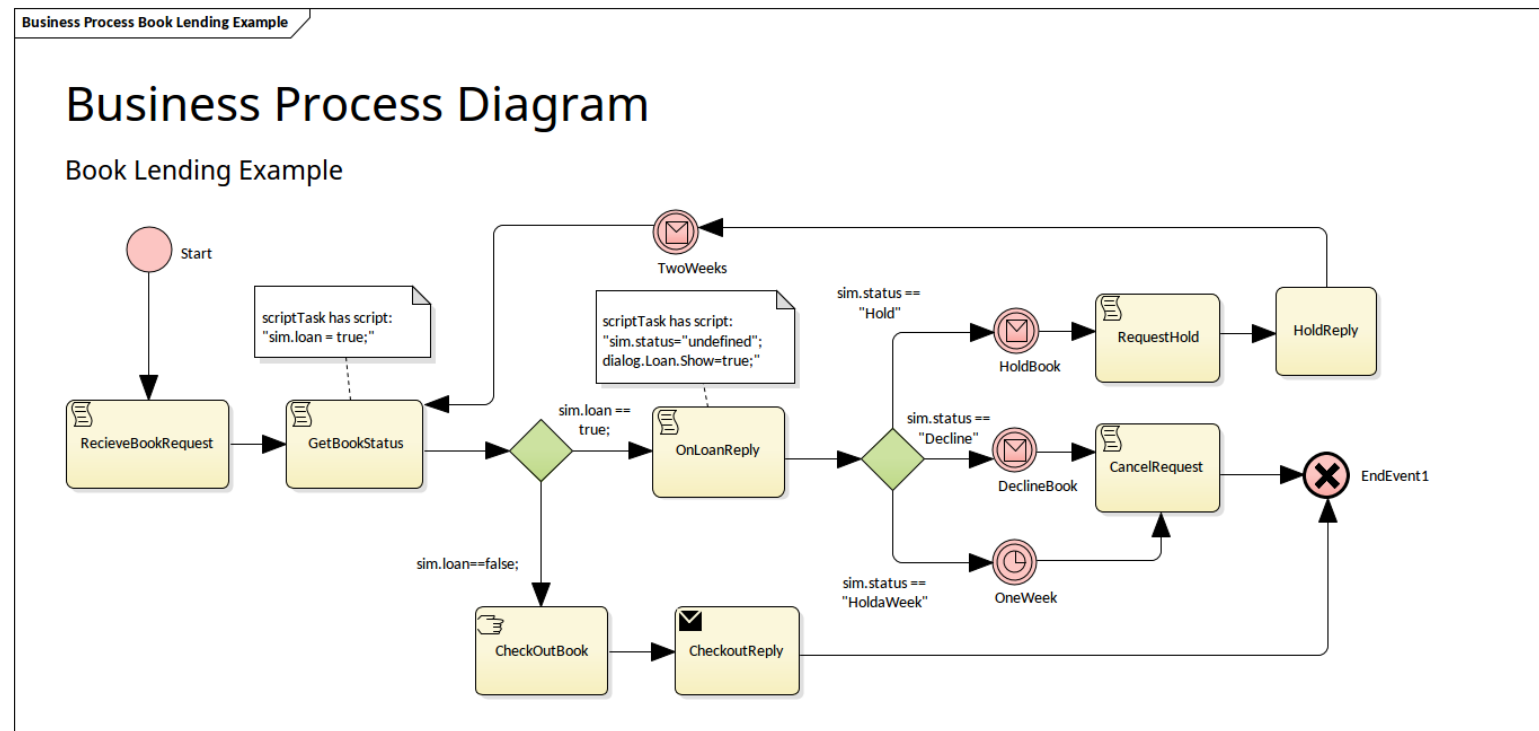 Business Process Book Lending Example
Business Process Diagram
Book Lending Example
Start
TwoWeeks
scriptTask has script:
"sim.loan = true;"
scriptTask has script:
"sim.status="undefined";
dialog.Loan.Show=true;"
sim.status ==
"Hold"
HoldBook
RequestHold
HoldReply
RecieveBookRequest
GetBookStatus
sim.loan ==
true;
OnLoanReply
sim.status ==
"Decline"
DeclineBook
CancelRequest
EndEvent1
sim.loan==false;
sim.status ==
"HoldaWeek"
OneWeek
CheckOutBook
CheckoutReply